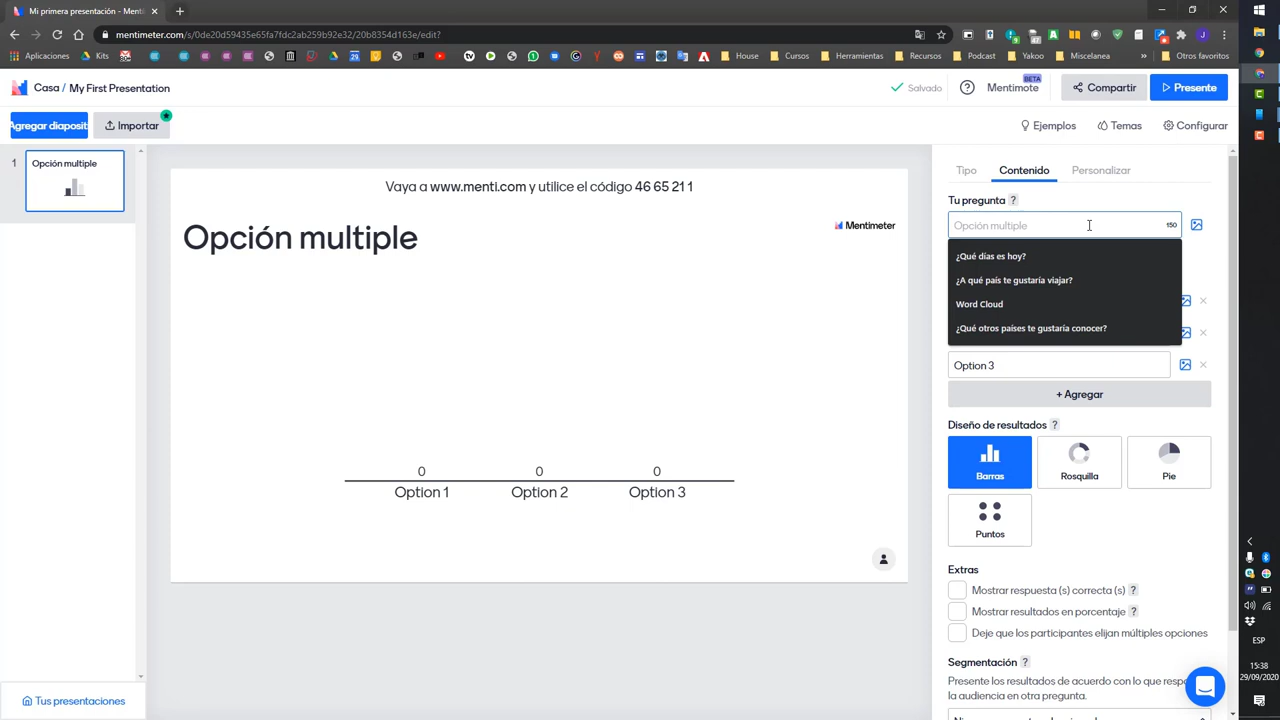 Mi primera presentación - Menti
mentimeter.com/s/0de20d59435e65fa7fdc2ab259b92e32/20b8354d163e/edit?
Aplicaciones
Kits
House
Cursos
Herramientas
Recursos
Podcast
Yakoo
Miscelanea
»
Otros favoritos
Casa / My First Presentation
Salvado
Mentimote
BETA
Compartir
Presente
Agregar diaposit
Importar
Ejemplos
Temas
Configurar
1
Opción multiple
Vaya a www.menti.com y utilice el código 46 65 21 1
Opción multiple
Mentimeter
0
0
0
Option 1
Option 2
Option 3
Tipo
Contenido
Personalizar
Tu pregunta ?
Opción multiple
150
¿Qué días es hoy?
¿A qué país te gustaría viajar?
Word Cloud
¿Qué otros países te gustaría conocer?
Option 3
+ Agregar
Diseño de resultados ?
Barras
Rosquilla
Pie
Puntos
Extras
Mostrar respuesta (s) correcta (s) ?
Mostrar resultados en porcentaje ?
Deje que los participantes elijan múltiples opciones
Segmentación ?
Presente los resultados de acuerdo con lo que resp
la audiencia en otra pregunta.
Tus presentaciones
ESP
15:38
29/09/2020